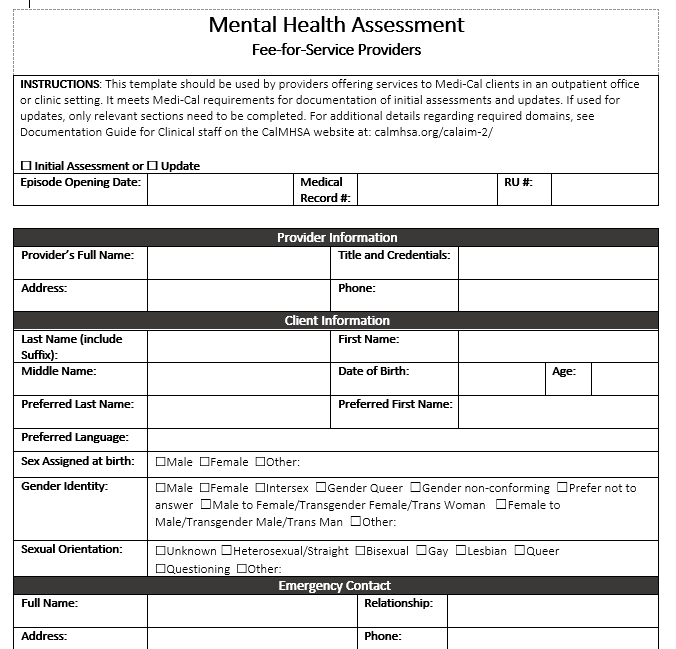 Mental Health Assessment
Fee-for-Service Providers
INSTRUCTIONS: This template should be used by providers offering services to Medi-Cal clients in an outpatient office
or clinic setting. It meets Medi-Cal requirements for documentation of initial assessments and updates. If used for
updates, only relevant sections need to be completed. For additional details regarding required domains, see
Documentation Guide for Clinical staff on the CalMHSA website at: calmhsa.org/calaim-2/
☐ Initial Assessment or ☐ Update
Episode Opening Date: Medical Record #: RU #:
Provider Information
Provider's Full Name: Title and Credentials:
Address: Phone:
Client Information
Last Name (include Suffix): First Name:
Middle Name: Date of Birth: Age:
Preferred Last Name: Preferred First Name:
Preferred Language:
Sex Assigned at birth: ☐Male ☐Female ☐Other:
Gender Identity: ☐Male ☐Female ☐Intersex ☐Gender Queer ☐Gender non-conforming ☐Prefer not to
answer ☐Male to Female/Transgender Female/Trans Woman ☐Female to
Male/Transgender Male/Trans Man ☐Other:
Sexual Orientation: ☐Unknown ☐Heterosexual/Straight ☐Bisexual ☐Gay ☐Lesbian ☐Queer
☐Questioning ☐Other:
Emergency Contact
Full Name: Relationship:
Address: Phone: